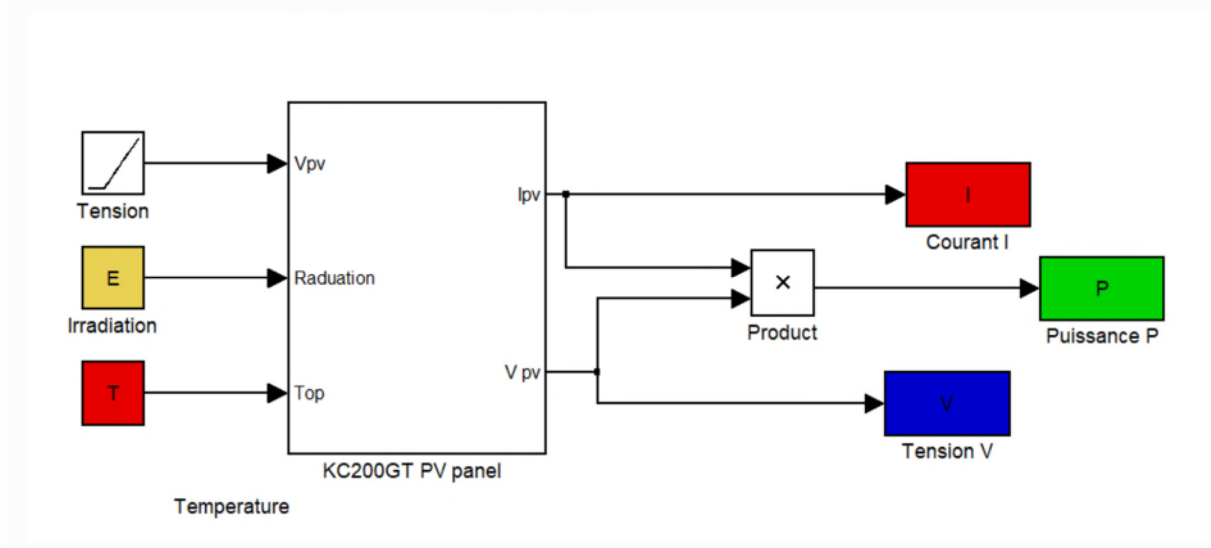 Vpv
Tension
E
Raduation
Irradiation
T
Top
Ipv
V pv
KC200GT PV panel
Temperature
I
Courant I
×
Product
P
Puissance P
V
Tension V